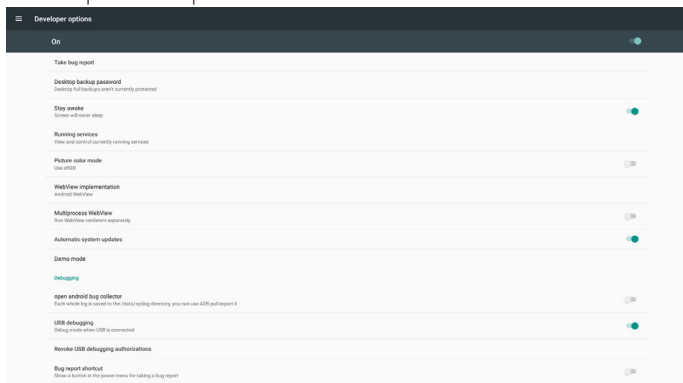 Developer options
On
Take bug report
Desktop backup password
Desktop full backups aren't currently protected
Stay awake
Screen will never sleep
Running services
View and control currently running services
Picture color mode
Use sRGB
WebView implementation
Android WebView
Multiprocess WebView
Run WebView renderers separately
Automatic system updates
Demo mode
Debugging
open android bug collector
Each whole log is saved to the /data/syslog directory, you can use ADB pull export it
USB debugging
Debug mode when USB is connected
Revoke USB debugging authorizations
Bug report shortcut
Show a button in the power menu for taking a bug report